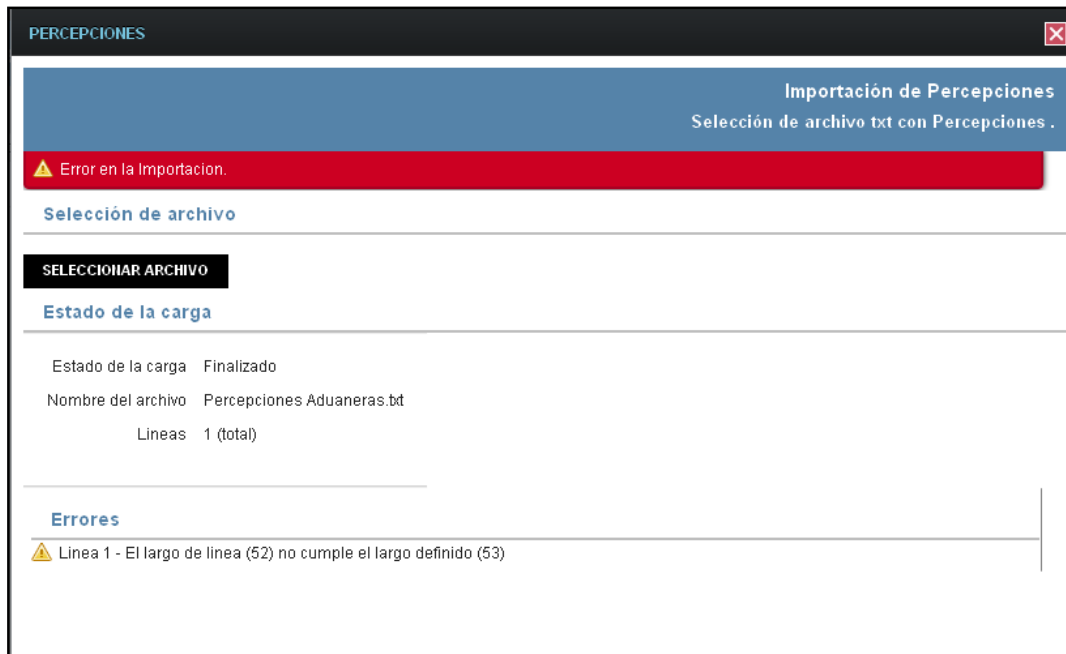 PERCEPCIONES
Importación de Percepciones
Selección de archivo txt con Percepciones .
Error en la Importacion.
Selección de archivo
SELECCIONAR ARCHIVO
Estado de la carga
Estado de la carga Finalizado
Nombre del archivo Percepciones Aduaneras.txt
Lineas 1 (total)
Errores
Linea 1 - El largo de linea (52) no cumple el largo definido (53)